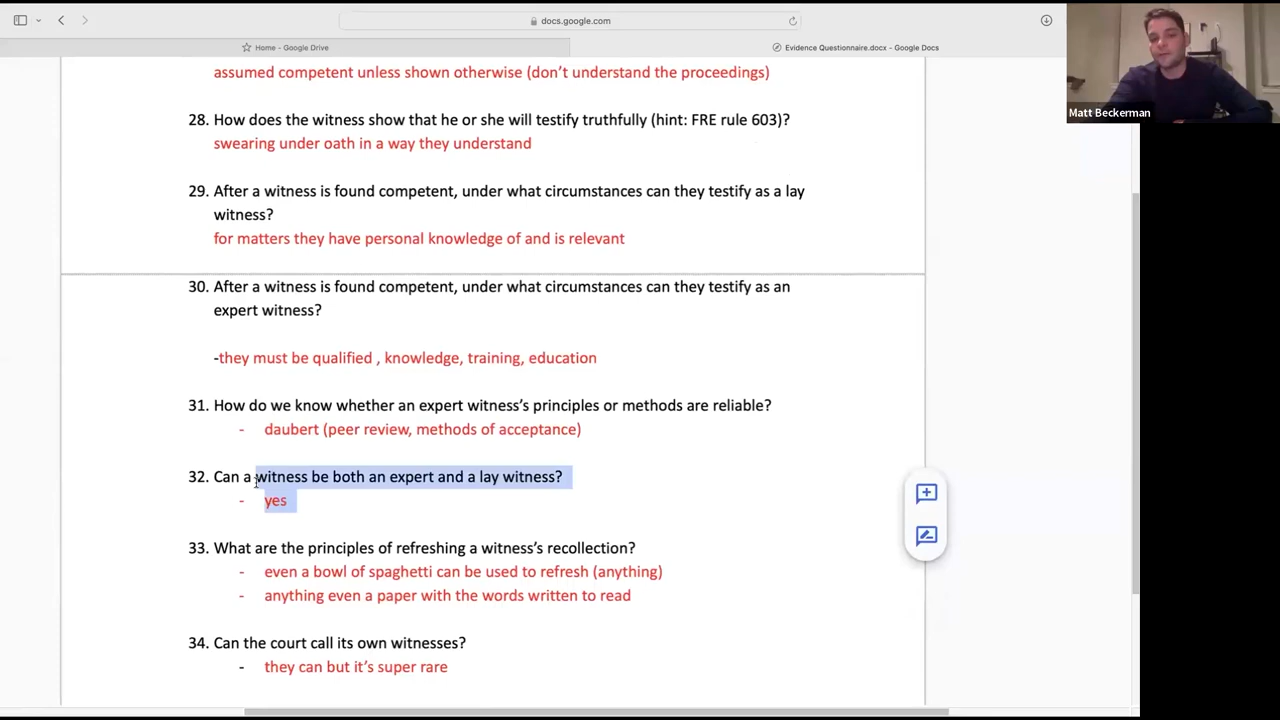 docs.google.com
Home - Google Drive
Evidence Questionnaire.docx - Google Docs
Matt Beckerman
assumed competent unless shown otherwise (don't understand the proceedings)
28. How does the witness show that he or she will testify truthfully (hint: FRE rule 603)?
swearing under oath in a way they understand
29. After a witness is found competent, under what circumstances can they testify as a lay
witness?
for matters they have personal knowledge of and is relevant
30. After a witness is found competent, under what circumstances can they testify as an
expert witness?
-they must be qualified , knowledge, training, education
31. How do we know whether an expert witness's principles or methods are reliable?
- daubert (peer review, methods of acceptance)
32. Can a witness be both an expert and a lay witness?
- yes
33. What are the principles of refreshing a witness's recollection?
- even a bowl of spaghetti can be used to refresh (anything)
- anything even a paper with the words written to read
34. Can the court call its own witnesses?
- they can but it's super rare